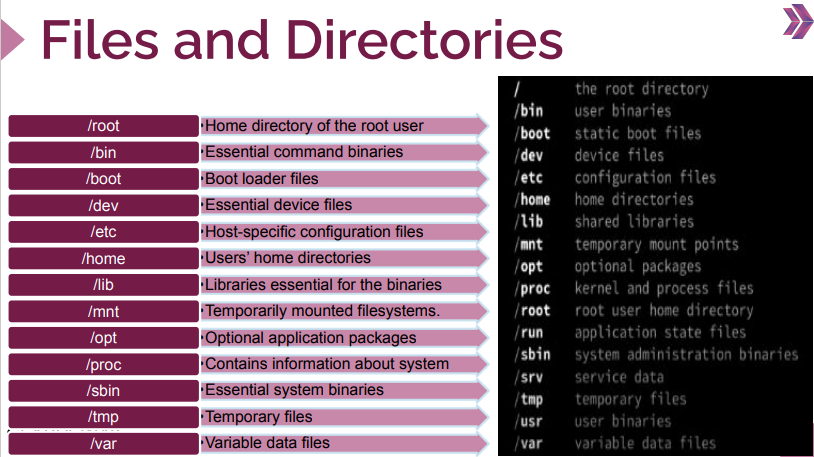 Files and Directories
/root
Home directory of the root user
/bin
Essential command binaries
/boot
Boot loader files
/dev
Essential device files
/etc
Host-specific configuration files
/home
Users’ home directories
/lib
Libraries essential for the binaries
/mnt
Temporarily mounted filesystems.
/opt
Optional application packages
/proc
Contains information about system
/sbin
Essential system binaries
/tmp
Temporary files
/var
Variable data files
/ the root directory
/bin user binaries
/boot static boot files
/dev device files
/etc configuration files
/home home directories
/lib shared libraries
/mnt temporary mount points
/opt optional packages
/proc kernel and process files
/root root user home directory
/run application state files
/sbin system administration binaries
/srv service data
/tmp temporary files
/usr user binaries
/var variable data files